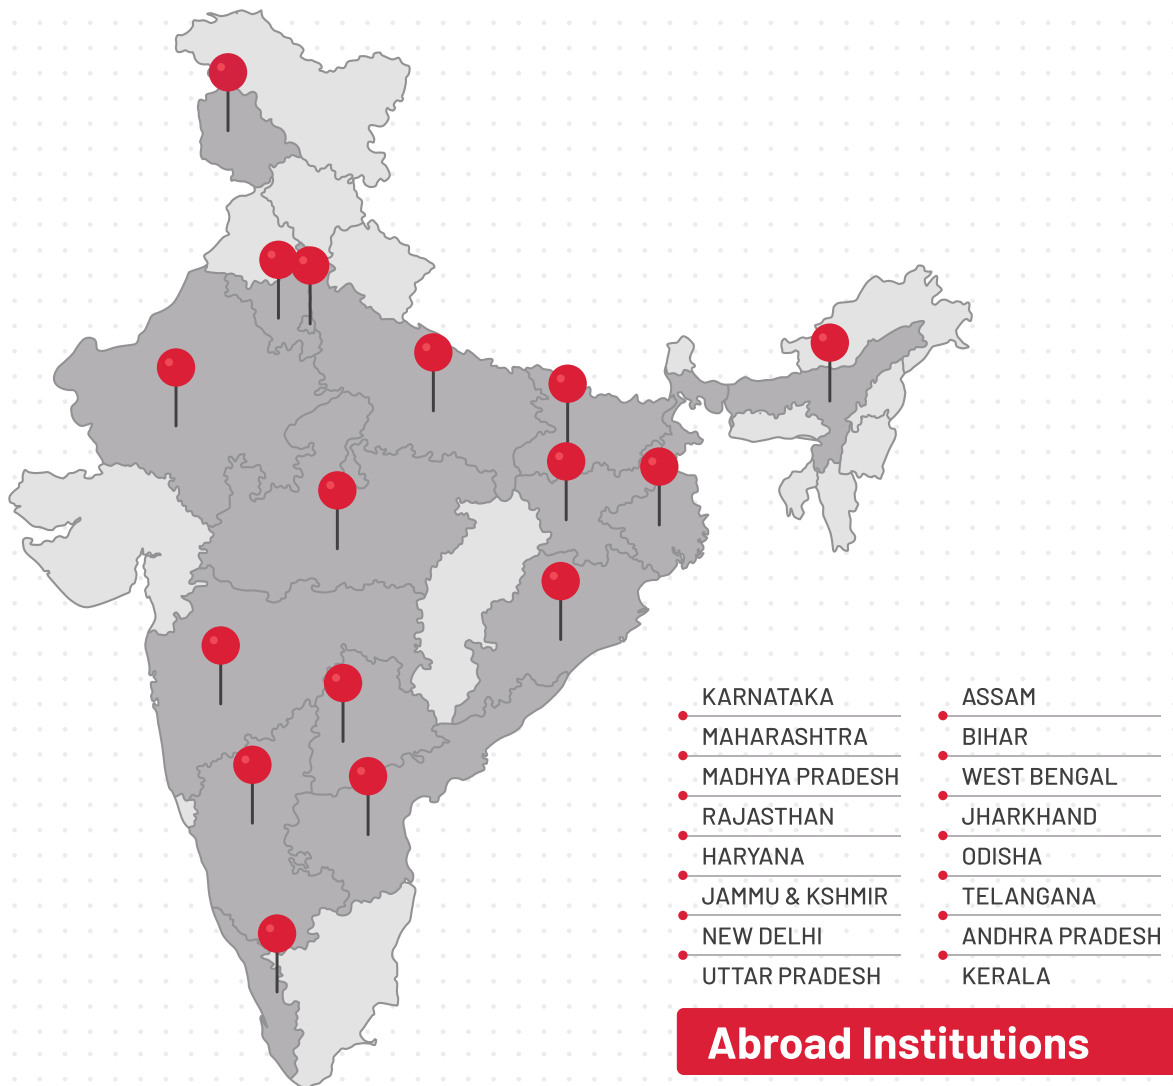 KARNATAKA
MAHARASHTRA
MADHYA PRADESH
RAJASTHAN
HARYANA
JAMMU & KSHMIR
NEW DELHI
UTTAR PRADESH
ASSAM
BIHAR
WEST BENGAL
JHARKHAND
ODISHA
TELANGANA
ANDHRA PRADESH
KERALA
Abroad Institutions